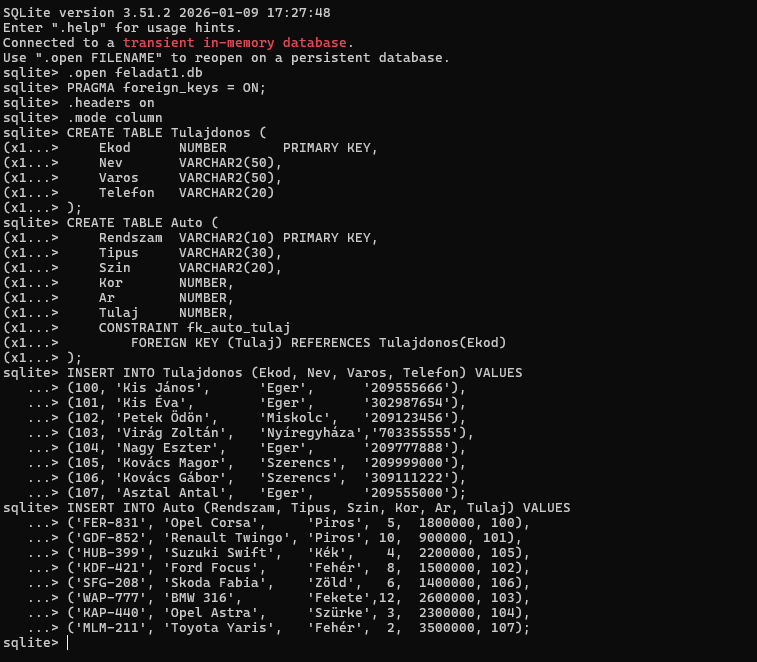 SQLite version 3.51.2 2026-01-09 17:27:48
Enter ".help" for usage hints.
Connected to a transient in-memory database.
Use ".open FILENAME" to reopen on a persistent database.
sqlite> .open feladat1.db
sqlite> PRAGMA foreign_keys = ON;
sqlite> .headers on
sqlite> .mode column
sqlite> CREATE TABLE Tulajdonos (
(x1...>     Ekod      NUMBER       PRIMARY KEY,
(x1...>     Nev       VARCHAR2(50),
(x1...>     Varos     VARCHAR2(50),
(x1...>     Telefon   VARCHAR2(20)
(x1...> );
sqlite> CREATE TABLE Auto (
(x1...>     Rendszam  VARCHAR2(10) PRIMARY KEY,
(x1...>     Tipus     VARCHAR2(30),
(x1...>     Szin      VARCHAR2(20),
(x1...>     Kor       NUMBER,
(x1...>     Ar        NUMBER,
(x1...>     Tulaj     NUMBER,
(x1...>     CONSTRAINT fk_auto_tulaj
(x1...>         FOREIGN KEY (Tulaj) REFERENCES Tulajdonos(Ekod)
(x1...> );
sqlite> INSERT INTO Tulajdonos (Ekod, Nev, Varos, Telefon) VALUES
   ...> (100, 'Kis János',      'Eger',      '209555666'),
   ...> (101, 'Kis Éva',        'Eger',      '302987654'),
   ...> (102, 'Petek Ödön',     'Miskolc',   '209123456'),
   ...> (103, 'Virág Zoltán',   'Nyíregyháza','703355555'),
   ...> (104, 'Nagy Eszter',    'Eger',      '209777888'),
   ...> (105, 'Kovács Magor',   'Szerencs',  '209999000'),
   ...> (106, 'Kovács Gábor',   'Szerencs',  '309111222'),
   ...> (107, 'Asztal Antal',   'Eger',      '209555000');
sqlite> INSERT INTO Auto (Rendszam, Tipus, Szin, Kor, Ar, Tulaj) VALUES
   ...> ('FER-831', 'Opel Corsa',     'Piros',  5,  1800000, 100),
   ...> ('GDF-852', 'Renault Twingo', 'Piros', 10,  900000, 101),
   ...> ('HUB-399', 'Suzuki Swift',   'Kék',    4,  2200000, 105),
   ...> ('KDF-421', 'Ford Focus',     'Fehér',  8,  1500000, 102),
   ...> ('SFG-208', 'Skoda Fabia',    'Zöld',   6,  1400000, 106),
   ...> ('WAP-777', 'BMW 316',        'Fekete',12,  2600000, 103),
   ...> ('KAP-440', 'Opel Astra',     'Szürke', 3,  2300000, 104),
   ...> ('MLM-211', 'Toyota Yaris',   'Fehér',  2,  3500000, 107);
sqlite>